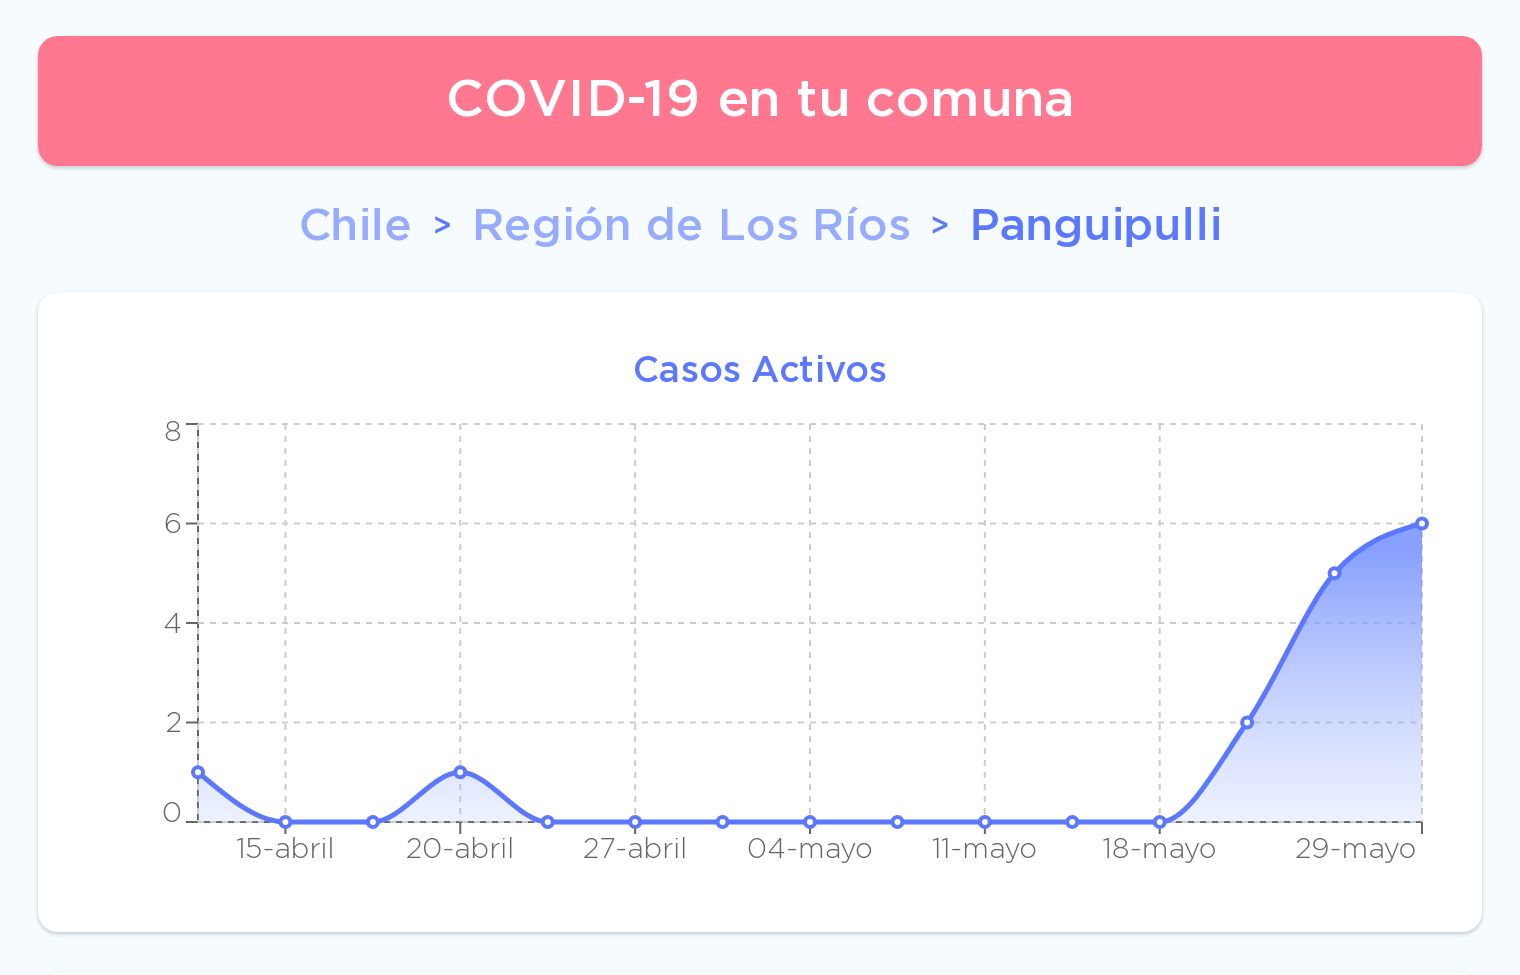 COVID-19 en tu comuna
Chile > Región de Los Ríos > Panguipulli
Casos Activos
8
6
4
2
0
15-abril 20-abril 27-abril 04-mayo 11-mayo 18-mayo 29-mayo